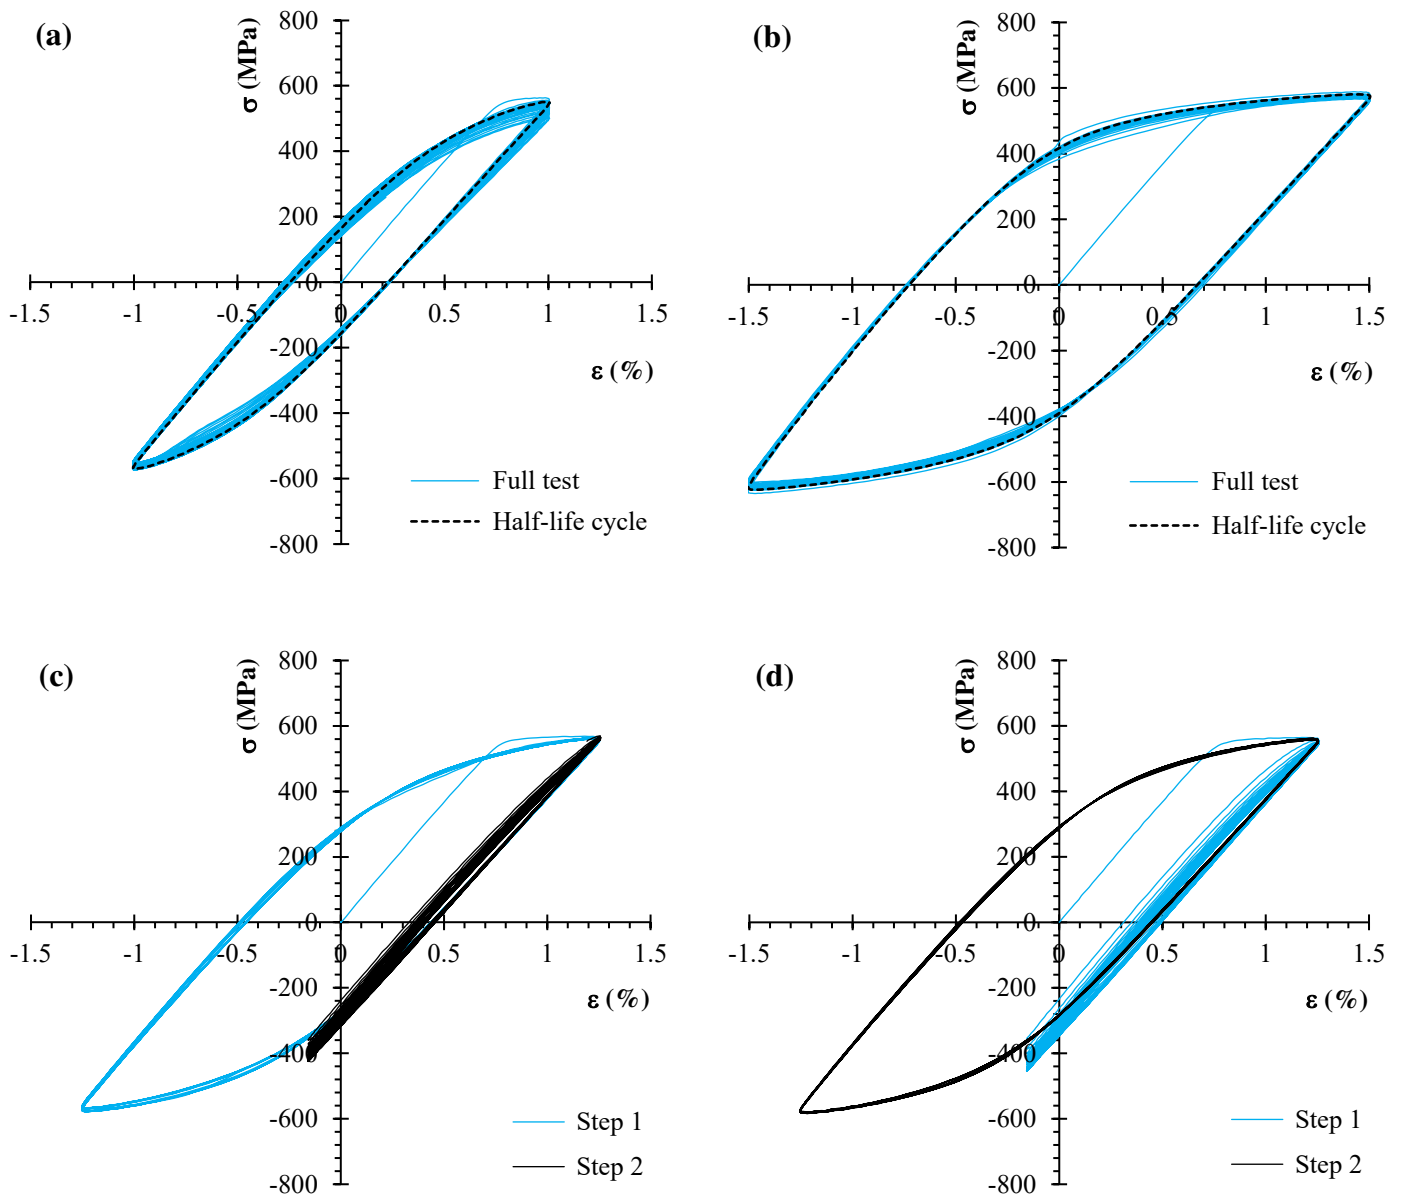 (a)
σ (MPa)
800
600
400
200
0
-200
-400
-600
-800
-1.5 -1 -0.5 0 0.5 1 1.5
ε (%)
Full test
Half-life cycle
(b)
σ (MPa)
800
600
400
200
0
-200
-400
-600
-800
-1.5 -1 -0.5 0 0.5 1 1.5
ε (%)
Full test
Half-life cycle
(c)
σ (MPa)
800
600
400
200
0
-200
-400
-600
-800
-1.5 -1 -0.5 0 0.5 1 1.5
ε (%)
Step 1
Step 2
(d)
σ (MPa)
800
600
400
200
0
-200
-400
-600
-800
-1.5 -1 -0.5 0 0.5 1 1.5
ε (%)
Step 1
Step 2